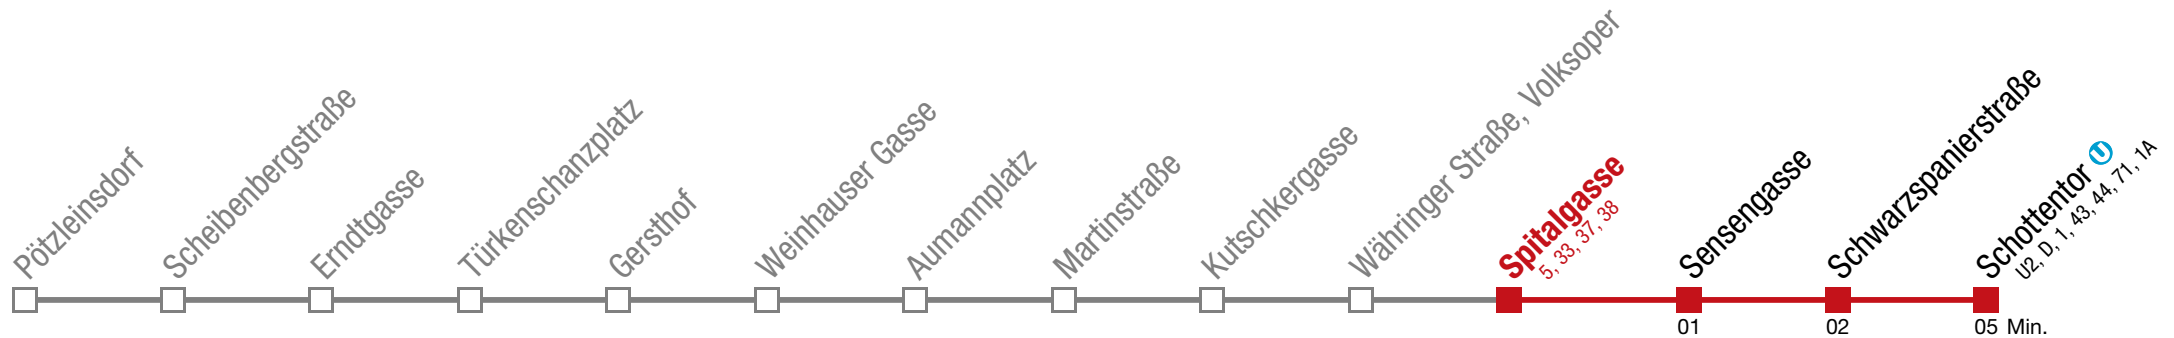 Pötzleinsdorf
Scheibenbergstraße
Erndtgasse
Türkenschanzplatz
Gersthof
Weinhauser Gasse
Aumannplatz
Martinstraße
Kutschkergasse
Währinger Straße, Volksoper
Spitalgasse
5, 33, 37, 38
Sensengasse
Schwarzspanierstraße
Schottentor U
U2, D, 1, 43, 44, 71, 1A
01 02 05 Min.